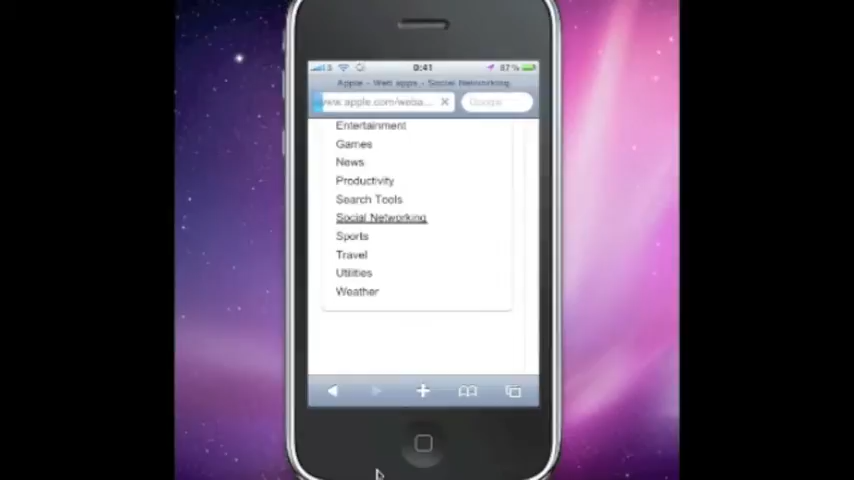 0:41
87%
Apple - Web apps - Social Networking
www.apple.com/weba...
Google
Entertainment
Games
News
Productivity
Search Tools
Social Networking
Sports
Travel
Utilities
Weather